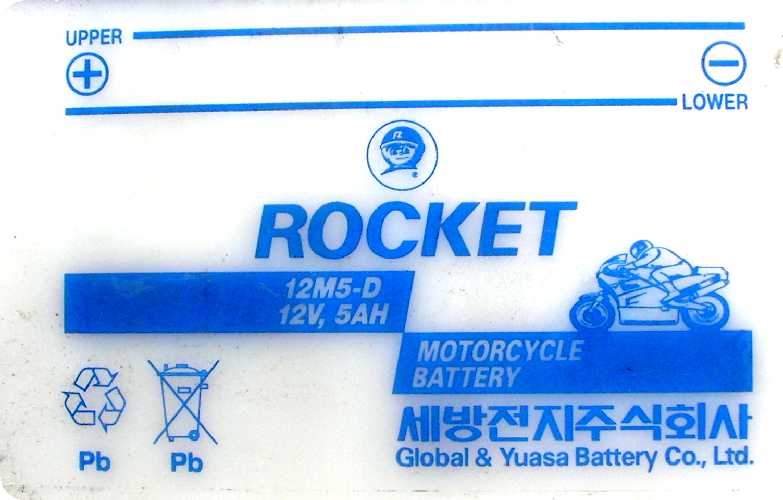 UPPER
LOWER
ROCKET
12M5-D
12V, 5AH
MOTORCYCLE
BATTERY
세방전지주식회사
Global & Yuasa Battery Co., Ltd.
Pb
Pb